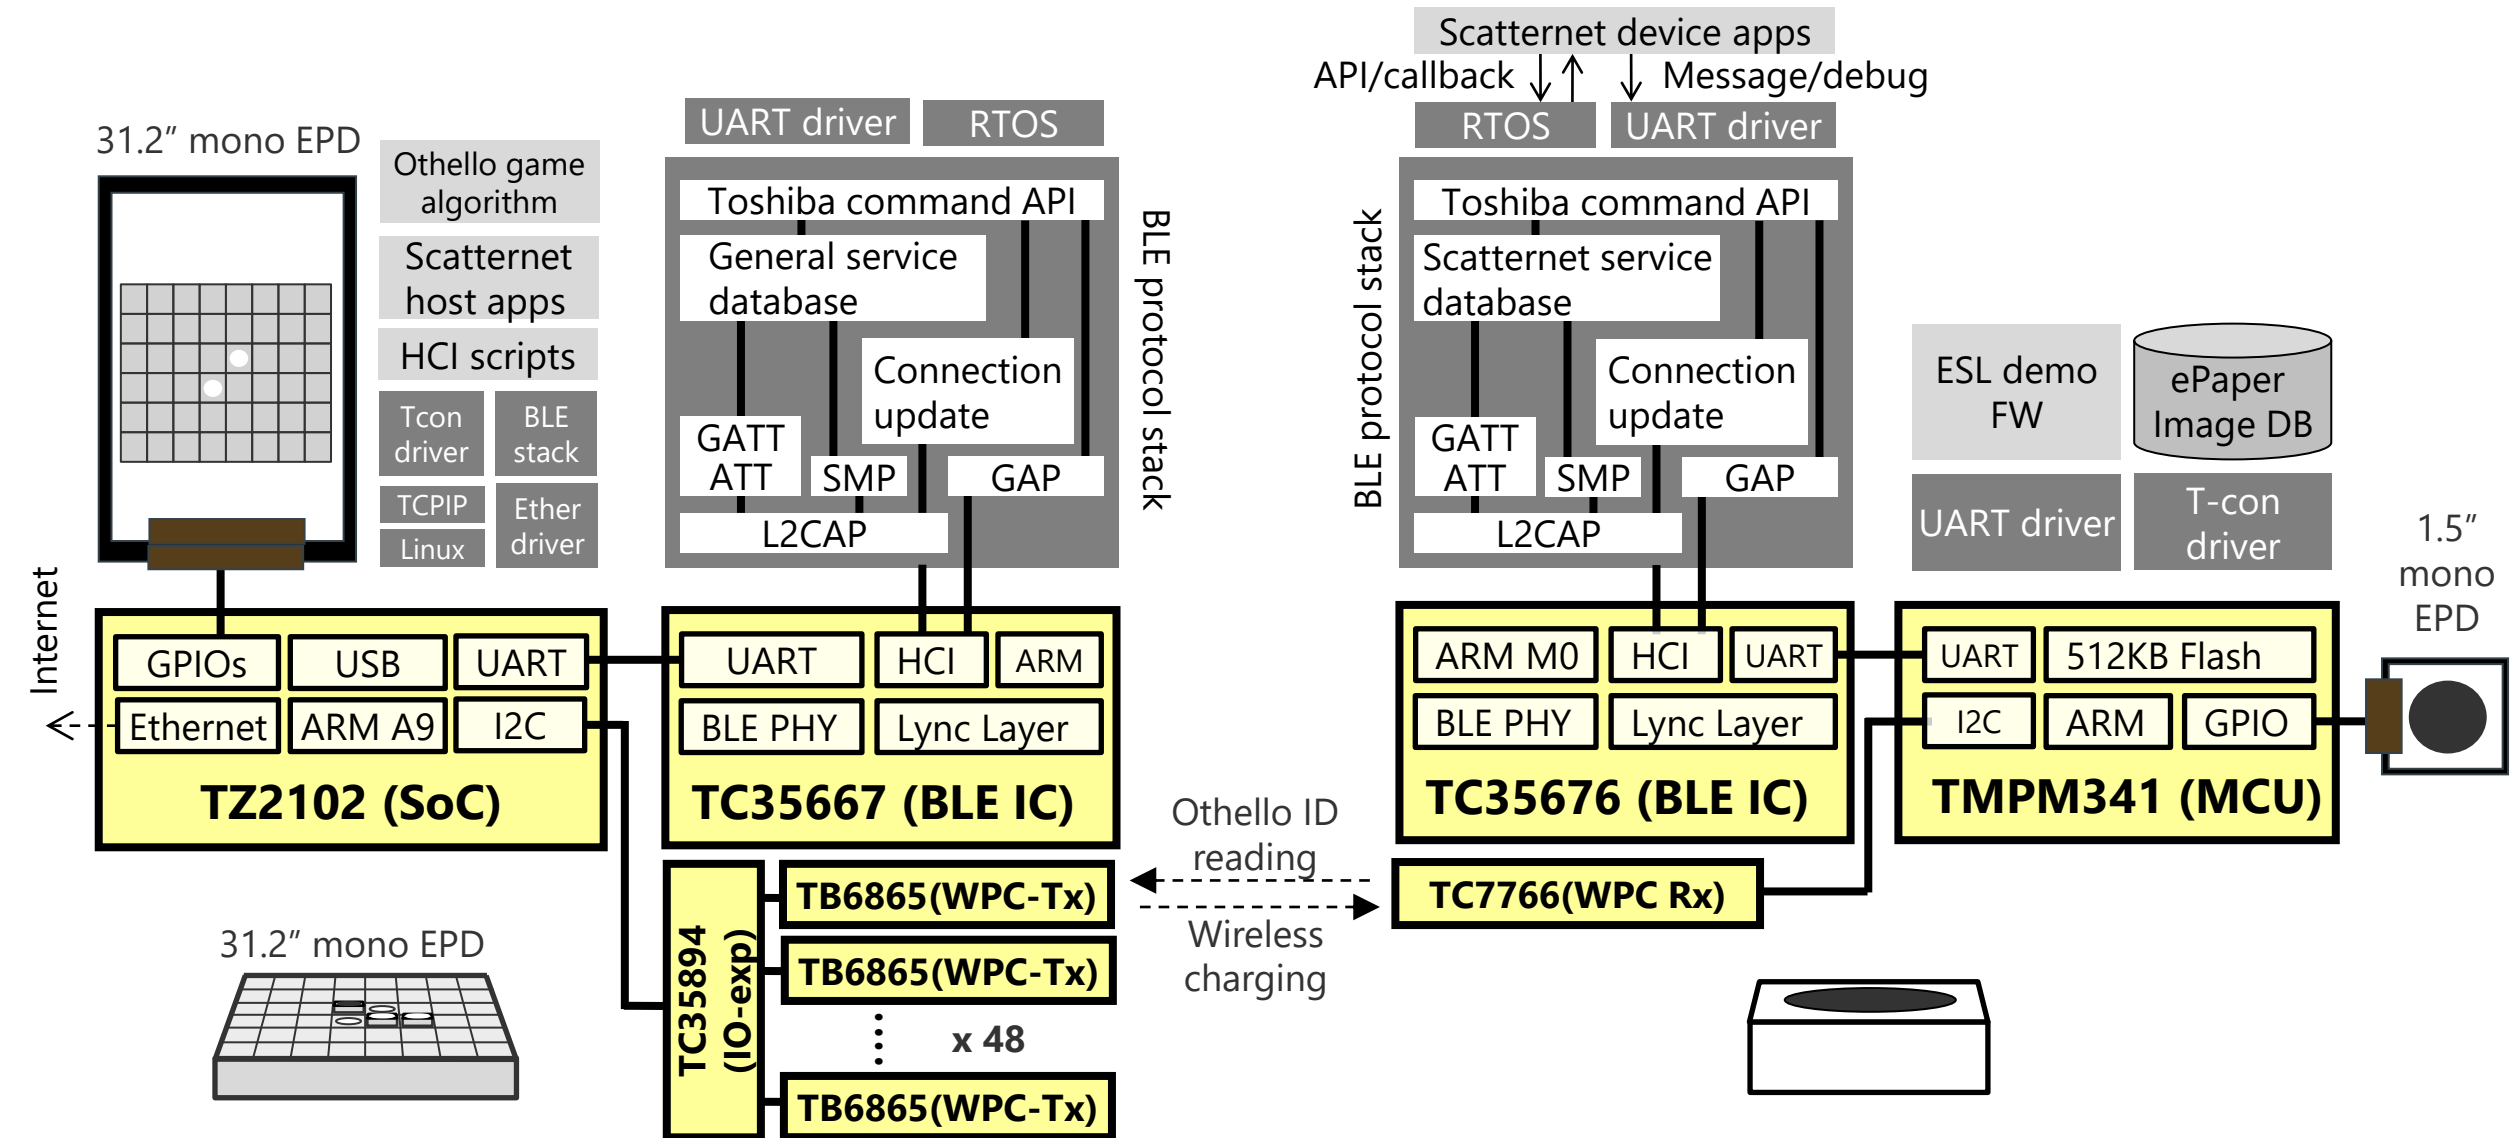 Scatternet device apps
API/callback
Message/debug
31.2" mono EPD
Othello game
algorithm
Scatternet
host apps
HCI scripts
Tcon
driver
BLE
stack
TCPIP
Linux
Ether
driver
UART driver
RTOS
Toshiba command API
General service
database
Connection
update
GATT
ATT
SMP
GAP
L2CAP
BLE protocol stack
RTOS
UART driver
BLE protocol stack
Toshiba command API
Scatternet service
database
Connection
update
GATT
ATT
SMP
GAP
L2CAP
ESL demo
FW
ePaper
Image DB
UART driver
T-con
driver
1.5"
mono
EPD
Internet
GPIOs
USB
UART
Ethernet
ARM A9
I2C
TZ2102 (SoC)
UART
HCI
ARM
BLE PHY
Lync Layer
TC35667 (BLE IC)
ARM M0
HCI
UART
BLE PHY
Lync Layer
TC35676 (BLE IC)
UART
512KB Flash
I2C
ARM
GPIO
TMPM341 (MCU)
Othello ID
reading
Wireless
charging
TC35894
(IO-exp)
TB6865(WPC-Tx)
TB6865(WPC-Tx)
x 48
TB6865(WPC-Tx)
TC7766(WPC Rx)
31.2" mono EPD